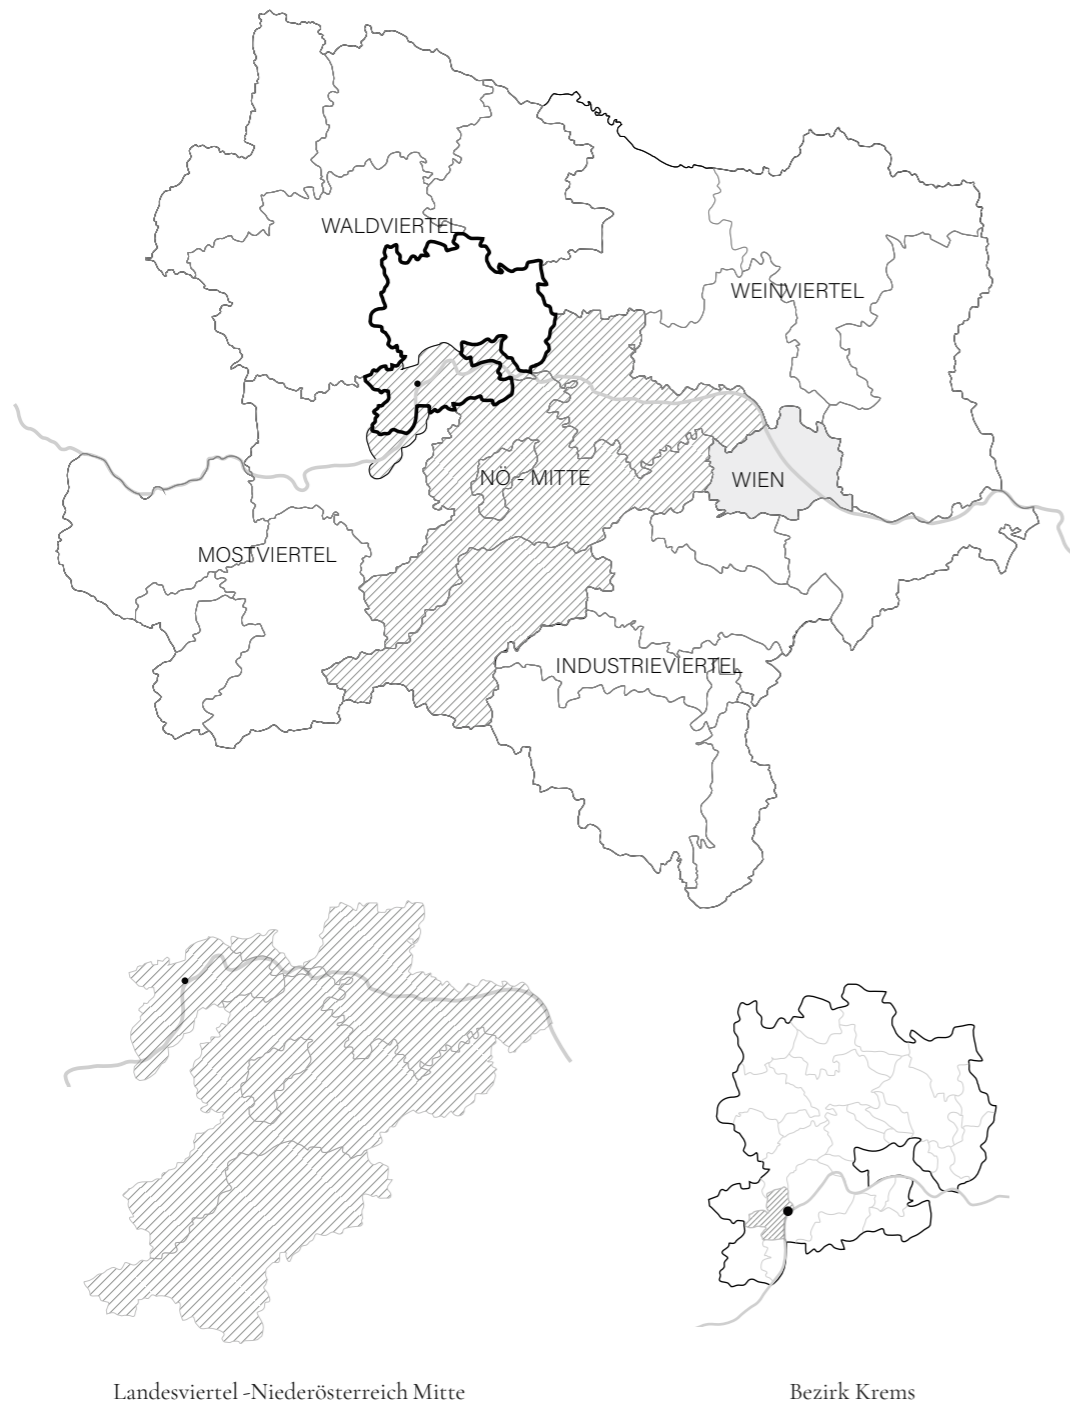 WALDVIERTEL
WEINVIERTEL
NÖ - MITTE
WIEN
MOSTVIERTEL
INDUSTRIEVIERTEL
Landesviertel -Niederösterreich Mitte
Bezirk Krems